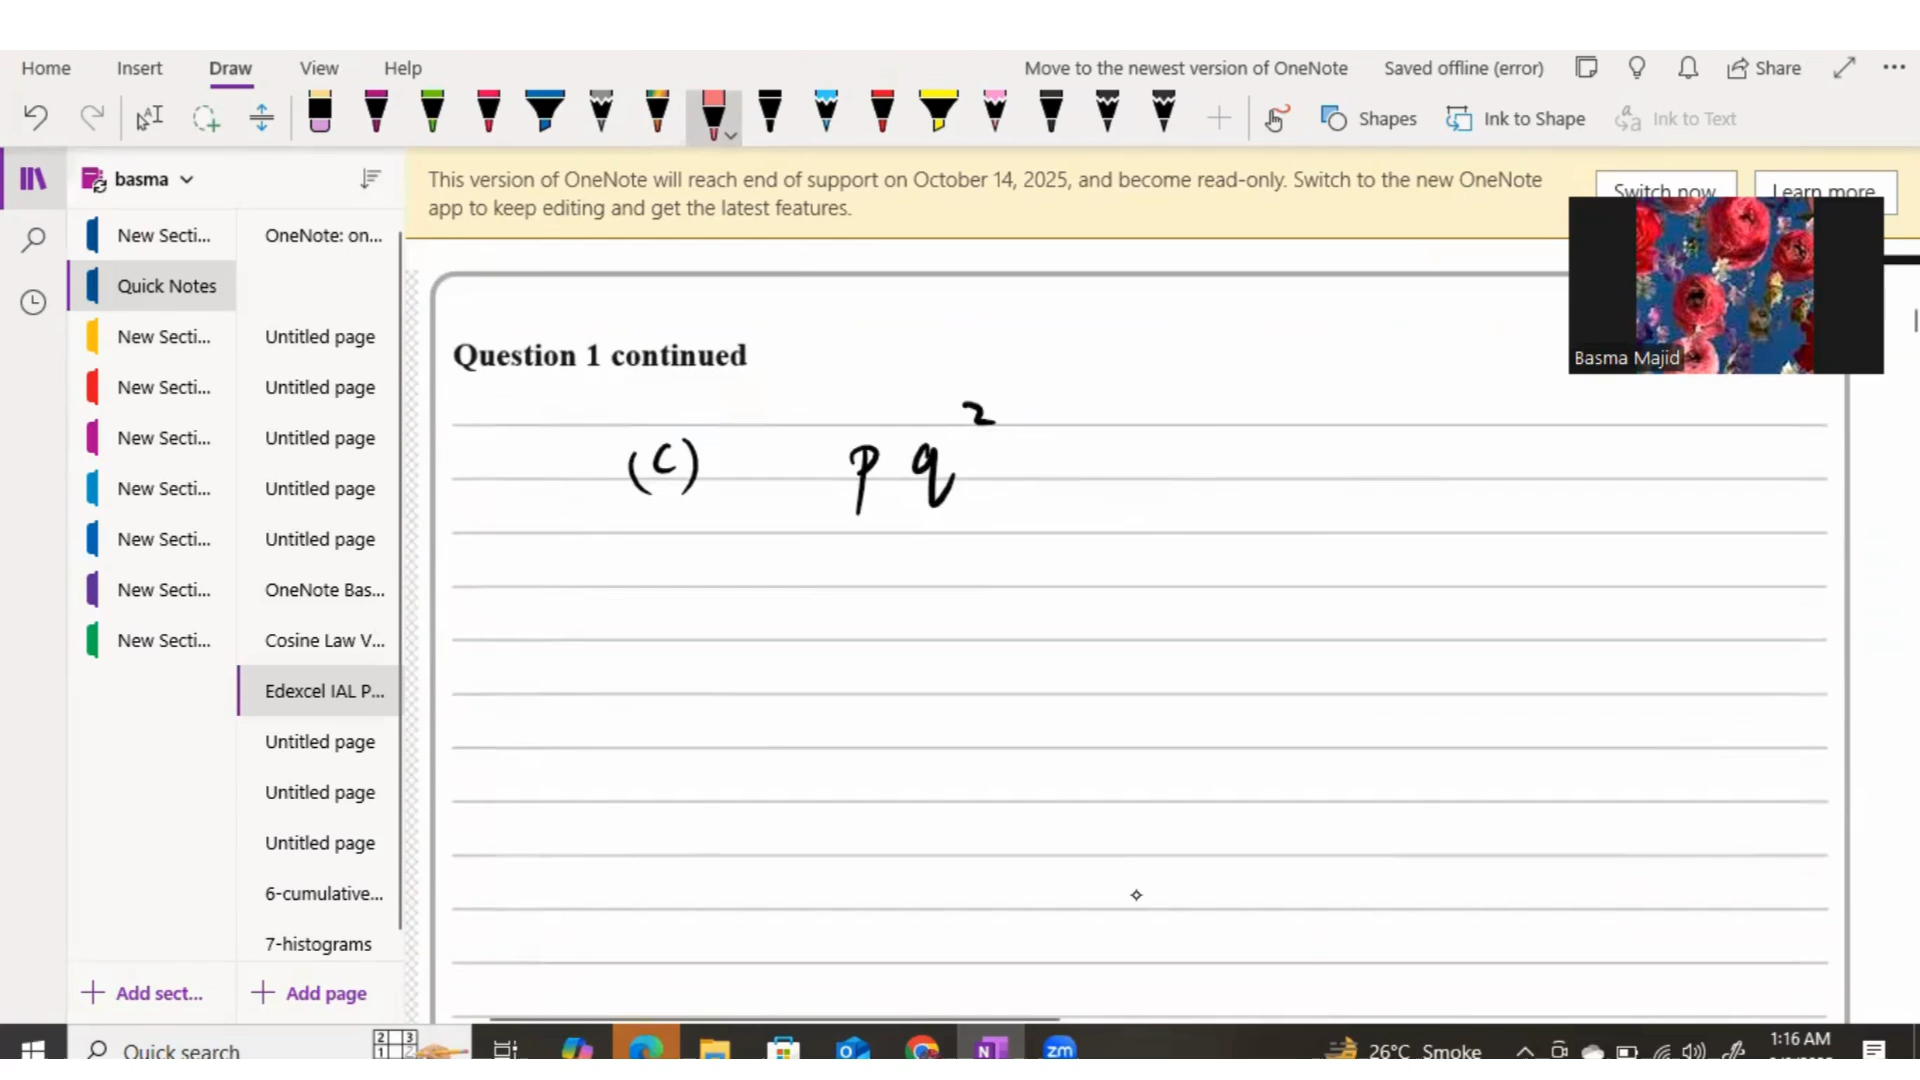 Home Insert Draw View Help Move to the newest version of OneNote Saved offline (error) Share
Shapes Ink to Shape Ink to Text
basma
This version of OneNote will reach end of support on October 14, 2025, and become read-only. Switch to the new OneNote
app to keep editing and get the latest features.
Switch now Learn more
New Secti...
Quick Notes
New Secti...
New Secti...
New Secti...
New Secti...
New Secti...
New Secti...
New Secti...
OneNote: on...
Untitled page
Untitled page
Untitled page
Untitled page
Untitled page
OneNote Bas...
Cosine Law V...
Edexcel IAL P...
Untitled page
Untitled page
Untitled page
6-cumulative...
7-histograms
Add sect... Add page
Basma Majid
Question 1 continued
(C) p q²
Quick search
zm
26°C Smoke
1:16 AM